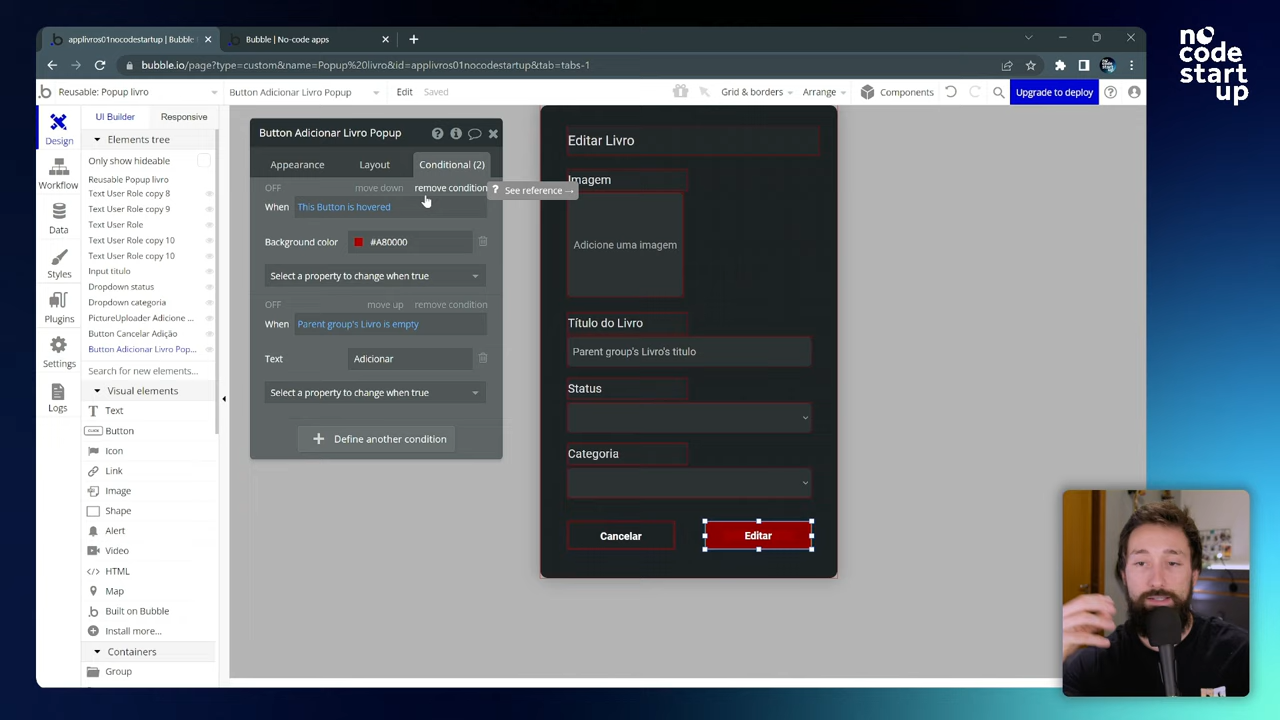 applivros01nocodestartup | Bubble
Bubble | No-code apps
bubble.io/page?type=custom&name=Popup%20livro&id=applivros01nocodestartup&tab=tabs-1
no
code
start
up
Reusable: Popup livro
Button Adicionar Livro Popup
Edit
Saved
Grid & borders
Arrange
Components
Upgrade to deploy
Design
Workflow
Data
Styles
Plugins
Settings
Logs
UI Builder
Responsive
Elements tree
Only show hideable
Reusable Popup livro
Text User Role copy 8
Text User Role copy 9
Text User Role
Text User Role copy 10
Text User Role copy 10
Input titulo
Dropdown status
Dropdown categoria
PictureUploader Adicione ...
Button Cancelar Adição
Button Adicionar Livro Pop...
Search for new elements...
Visual elements
Text
CLICK
Button
Icon
Link
Image
Shape
Alert
Video
</> HTML
Map
Built on Bubble
Install more...
Containers
Group
Button Adicionar Livro Popup
Appearance
Layout
Conditional (2)
OFF
move down
remove condition
? See reference →
When
This Button is hovered
Background color
#A80000
Select a property to change when true
OFF
move up
remove condition
When
Parent group's Livro is empty
Text
Adicionar
Select a property to change when true
Define another condition
Editar Livro
Imagem
Adicione uma imagem
Título do Livro
Parent group's Livro's titulo
Status
Categoria
Cancelar
Editar